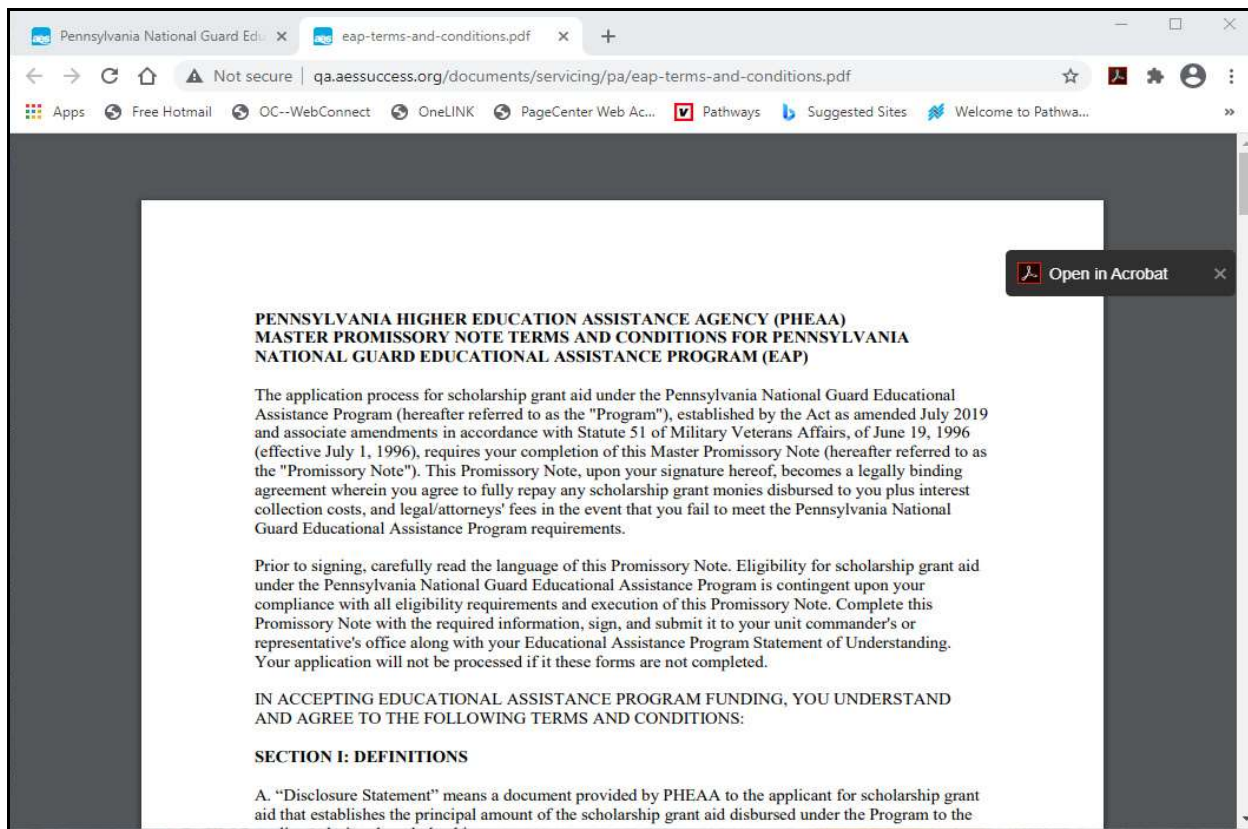 Pennsylvania National Guard Edu
eap-terms-and-conditions.pdf
Not secure | qa.aessuccess.org/documents/servicing/pa/eap-terms-and-conditions.pdf
Apps Free Hotmail OC--WebConnect OneLINK PageCenter Web Ac... Pathways Suggested Sites Welcome to Pathwa...
Open in Acrobat
PENNSYLVANIA HIGHER EDUCATION ASSISTANCE AGENCY (PHEAA)
MASTER PROMISSORY NOTE TERMS AND CONDITIONS FOR PENNSYLVANIA
NATIONAL GUARD EDUCATIONAL ASSISTANCE PROGRAM (EAP)
The application process for scholarship grant aid under the Pennsylvania National Guard Educational
Assistance Program (hereafter referred to as the "Program"), established by the Act as amended July 2019
and associate amendments in accordance with Statute 51 of Military Veterans Affairs, of June 19, 1996
(effective July 1, 1996), requires your completion of this Master Promissory Note (hereafter referred to as
the "Promissory Note"). This Promissory Note, upon your signature hereof, becomes a legally binding
agreement wherein you agree to fully repay any scholarship grant monies disbursed to you plus interest
collection costs, and legal/attorneys' fees in the event that you fail to meet the Pennsylvania National
Guard Educational Assistance Program requirements.
Prior to signing, carefully read the language of this Promissory Note. Eligibility for scholarship grant aid
under the Pennsylvania National Guard Educational Assistance Program is contingent upon your
compliance with all eligibility requirements and execution of this Promissory Note. Complete this
Promissory Note with the required information, sign, and submit it to your unit commander's or
representative's office along with your Educational Assistance Program Statement of Understanding.
Your application will not be processed if it these forms are not completed.
IN ACCEPTING EDUCATIONAL ASSISTANCE PROGRAM FUNDING, YOU UNDERSTAND
AND AGREE TO THE FOLLOWING TERMS AND CONDITIONS:
SECTION I: DEFINITIONS
A. “Disclosure Statement” means a document provided by PHEAA to the applicant for scholarship grant
aid that establishes the principal amount of the scholarship grant aid disbursed under the Program to the